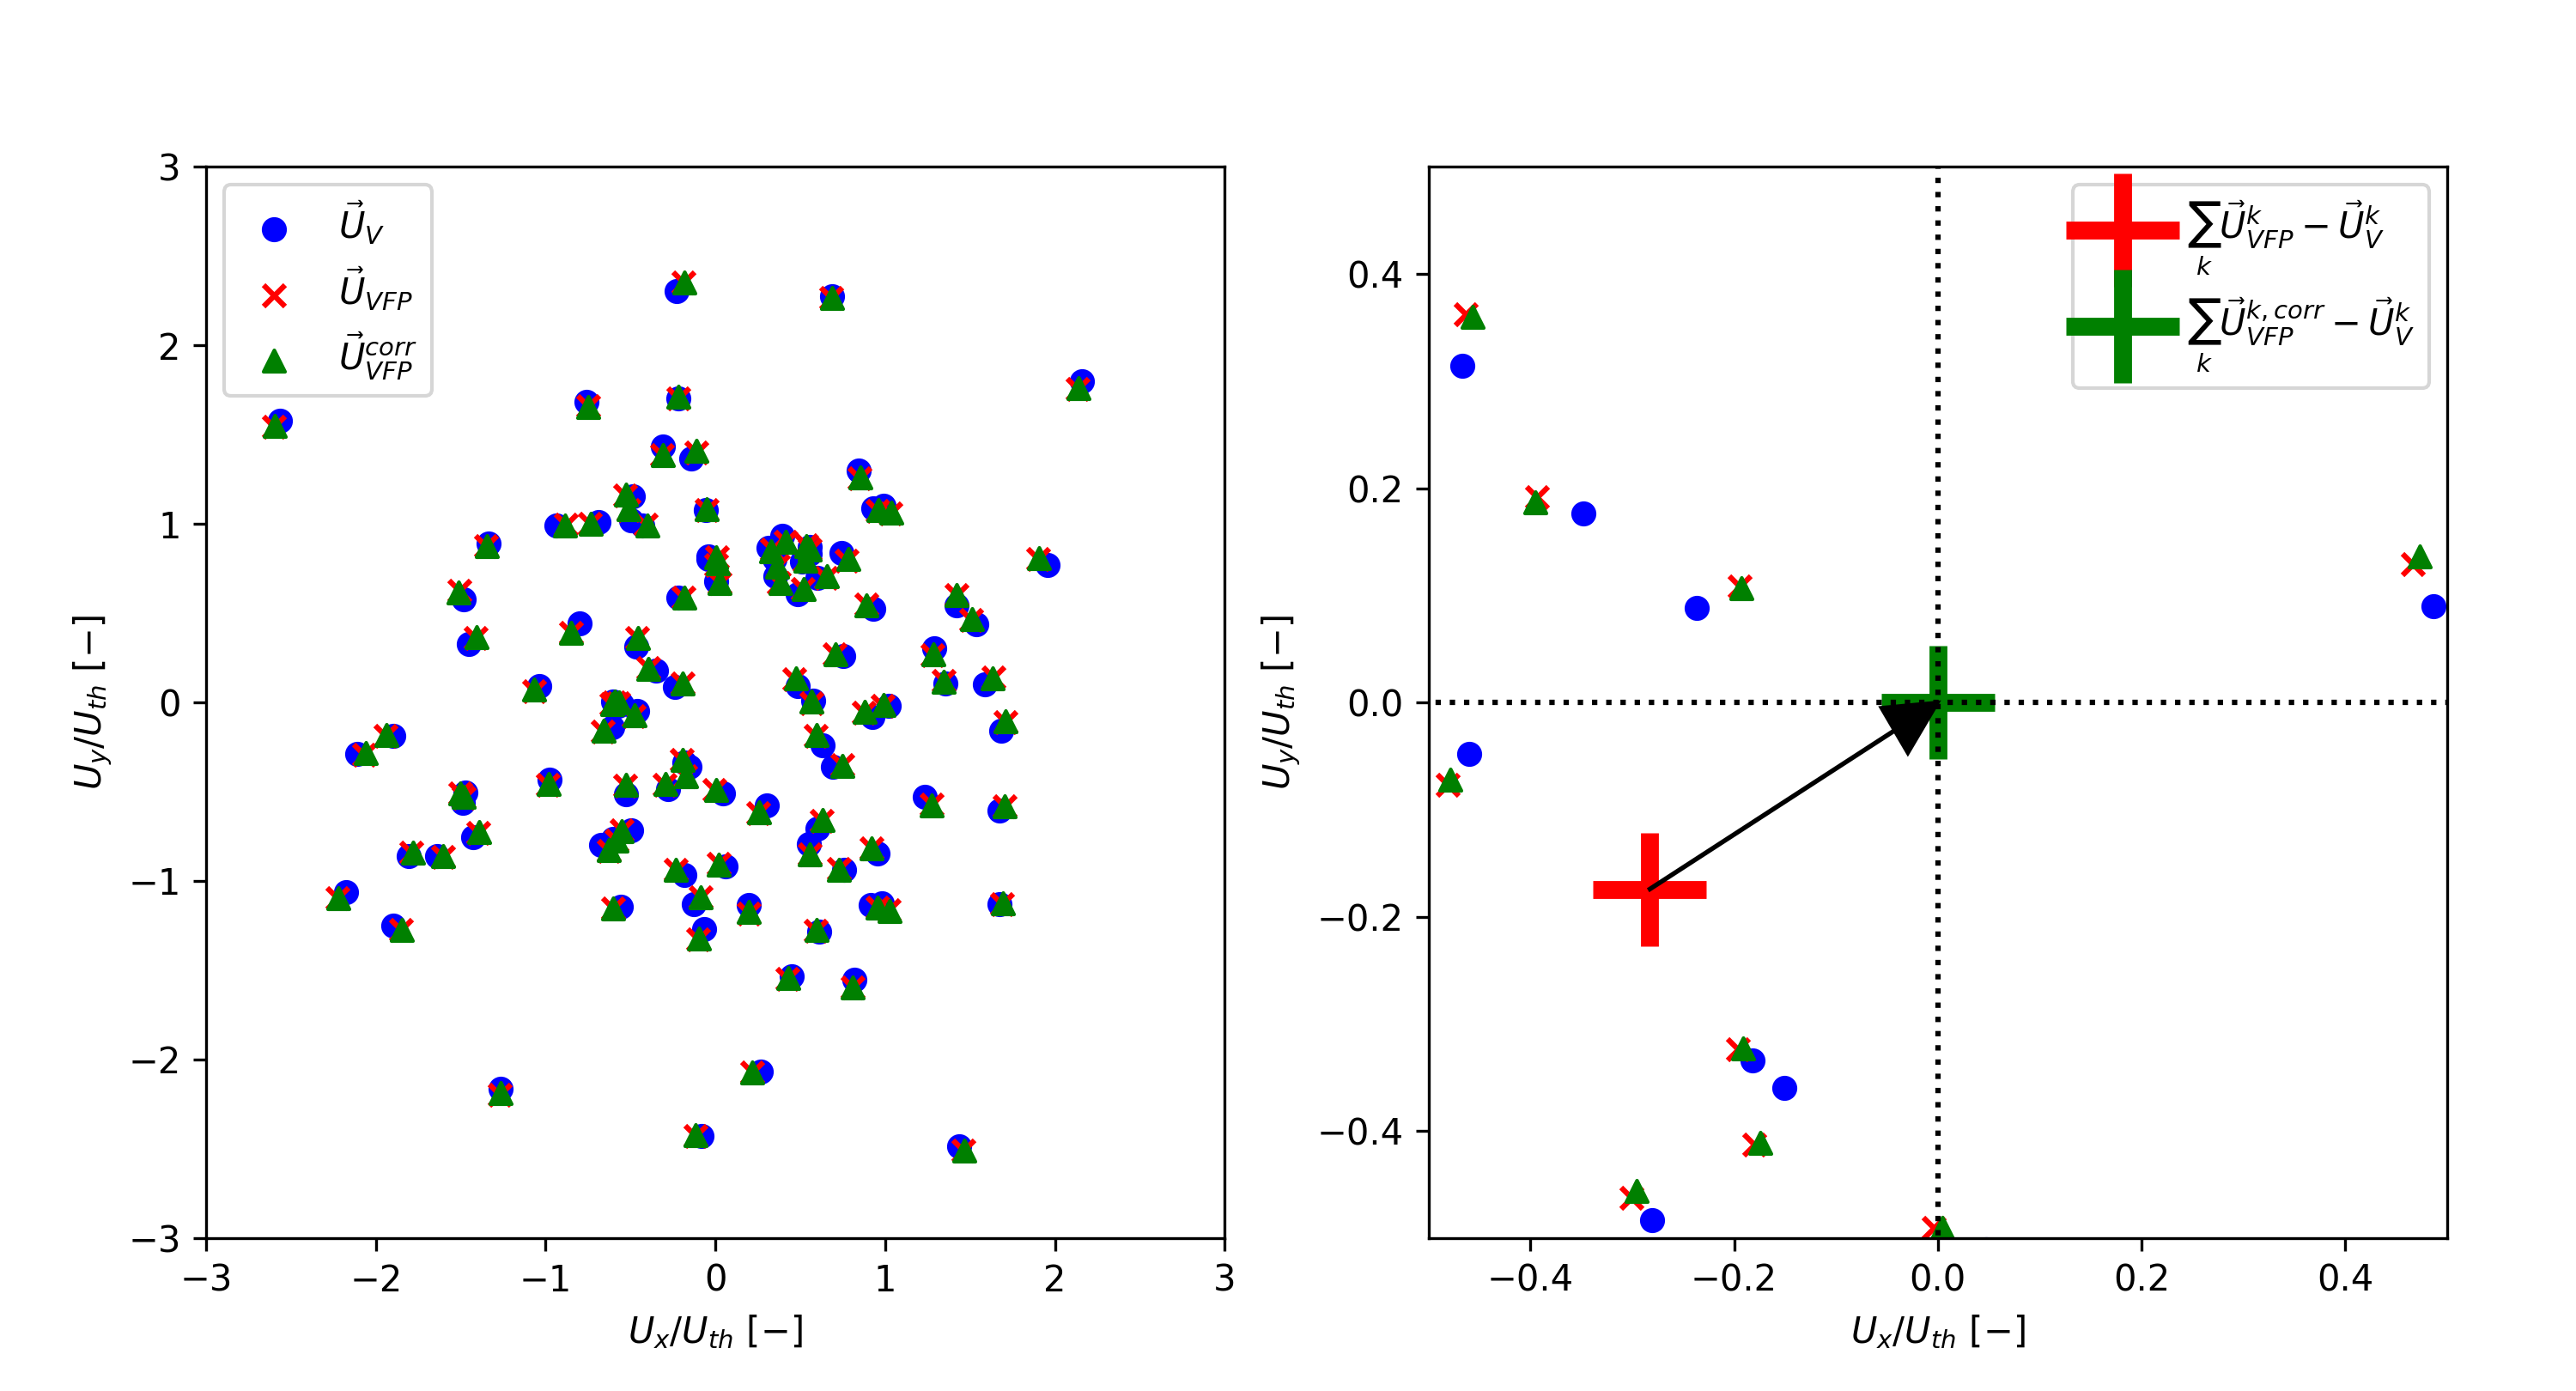 3
2
1
0
−1
−2
−3
−3 −2 −1 0 1 2 3
U_y/U_th [−]
U_x/U_th [−]
U⃗_V
U⃗_VFP
U⃗_VFP^corr
0.4
0.2
0.0
−0.2
−0.4
−0.4 −0.2 0.0 0.2 0.4
U_y/U_th [−]
U_x/U_th [−]
∑_k U⃗_VFP^k − U⃗_V^k
∑_k U⃗_VFP^k,corr − U⃗_V^k